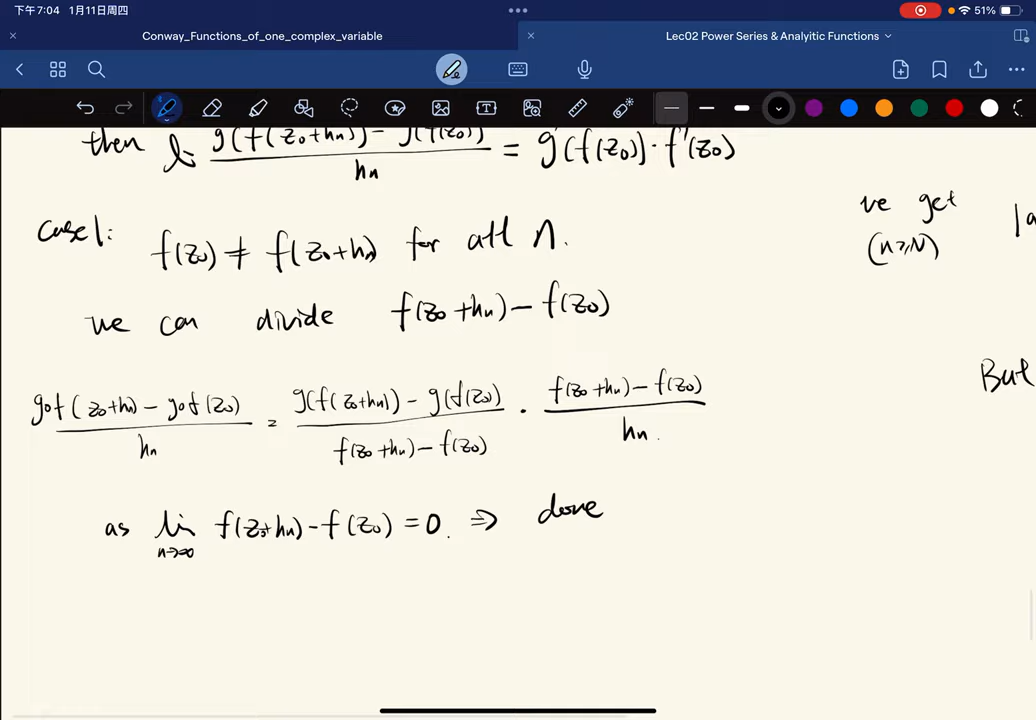 下午7:04 1月11日周四
51%
Conway_Functions_of_one_complex_variable
Lec02 Power Series & Analyitic Functions
then li g(f(z₀+hₙ)) - g(f(z₀)) / hₙ = g'(f(z₀)) · f'(z₀)
Case1: f(z₀) ≠ f(z₀+hₙ) for all n.
we can divide f(z₀+hₙ) - f(z₀)
g∘f(z₀+hₙ) - g∘f(z₀) / hₙ = g(f(z₀+hₙ)) - g(f(z₀)) / f(z₀+hₙ) - f(z₀) · f(z₀+hₙ) - f(z₀) / hₙ.
as lim n→∞ f(z₀+hₙ) - f(z₀) = 0. ⇒ done
we get
(n≥N)
But